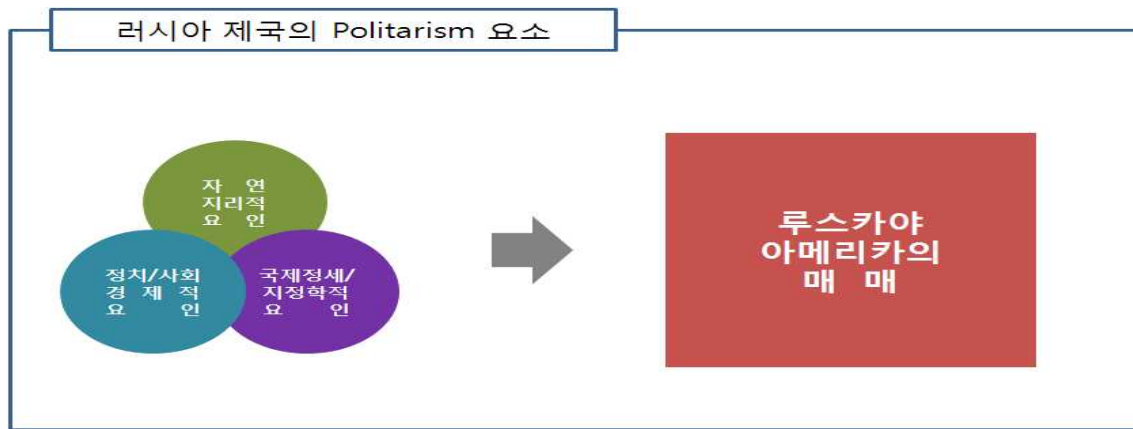 러시아 제국의 Politarism 요소
자 연
지리적
요 인
정치/사회
경 제 적
요 인
국제정세/
지정학적
요 인
루스카야
아메리카의
매 매